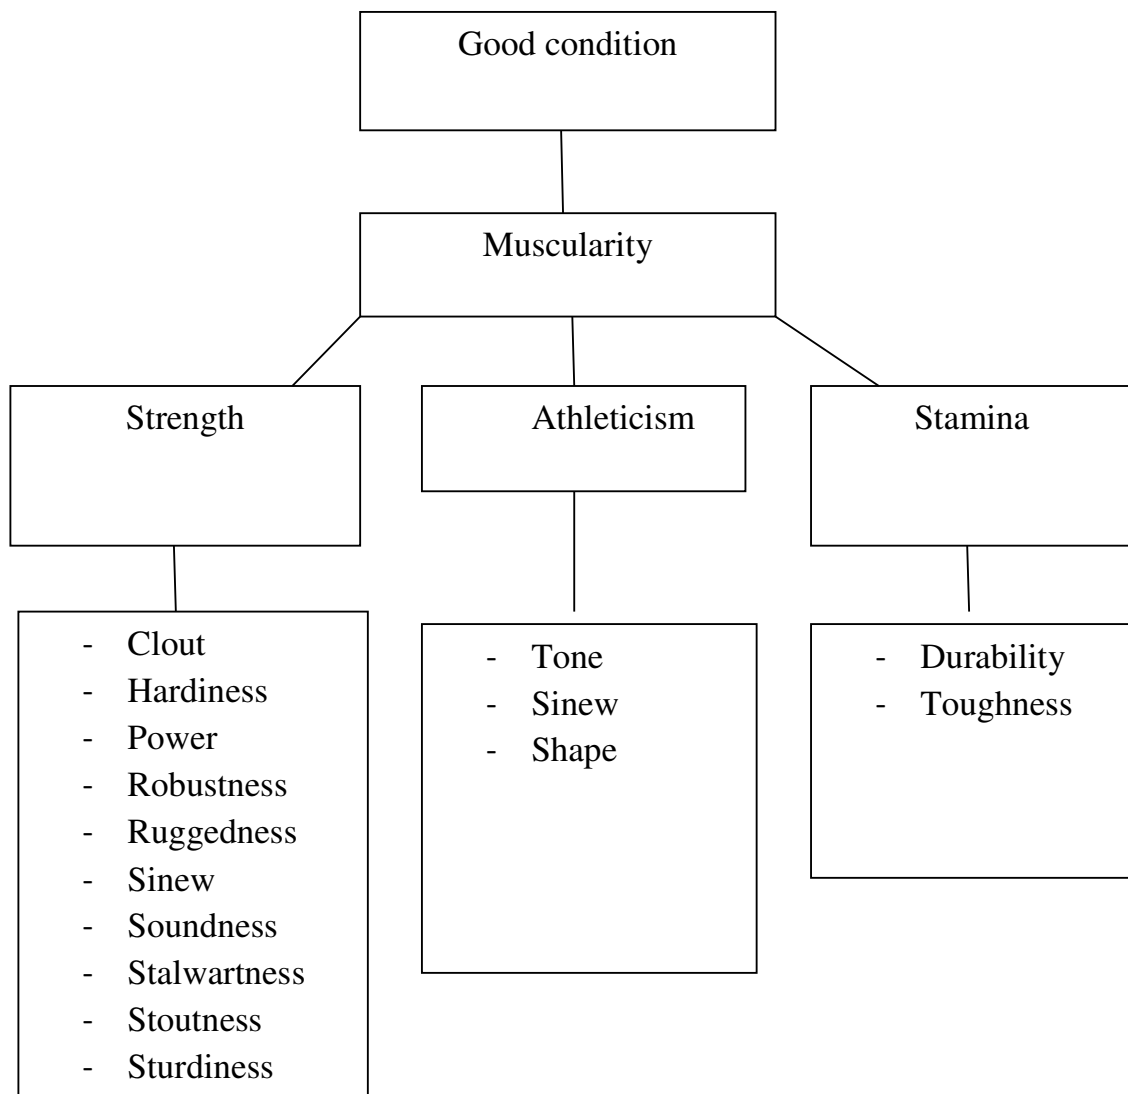 Good condition
Muscularity
Strength
Athleticism
Stamina
- Clout
- Hardiness
- Power
- Robustness
- Ruggedness
- Sinew
- Soundness
- Stalwartness
- Stoutness
- Sturdiness
- Tone
- Sinew
- Shape
- Durability
- Toughness